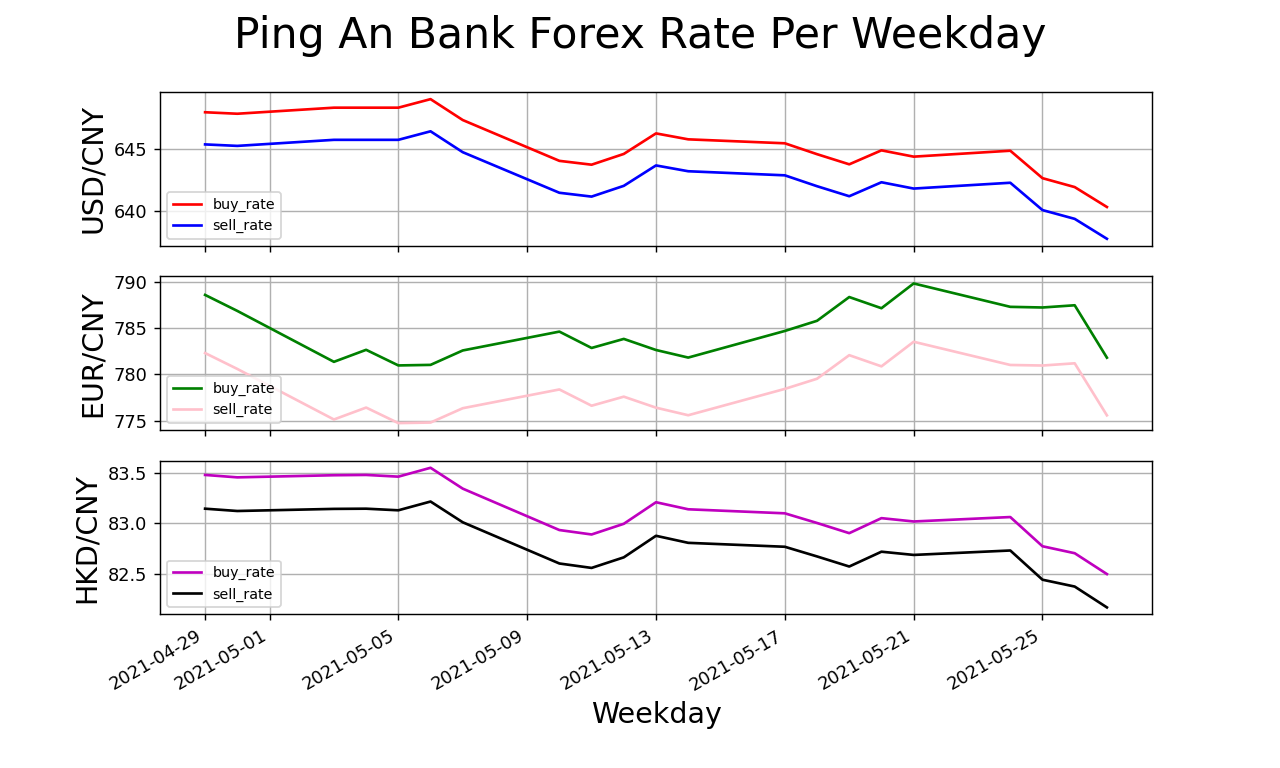 Ping An Bank Forex Rate Per Weekday
USD/CNY
645
640
buy_rate
sell_rate
EUR/CNY
790
785
780
775
buy_rate
sell_rate
HKD/CNY
83.5
83.0
82.5
buy_rate
sell_rate
2021-04-29
2021-05-01
2021-05-05
2021-05-09
2021-05-13
2021-05-17
2021-05-21
2021-05-25
Weekday